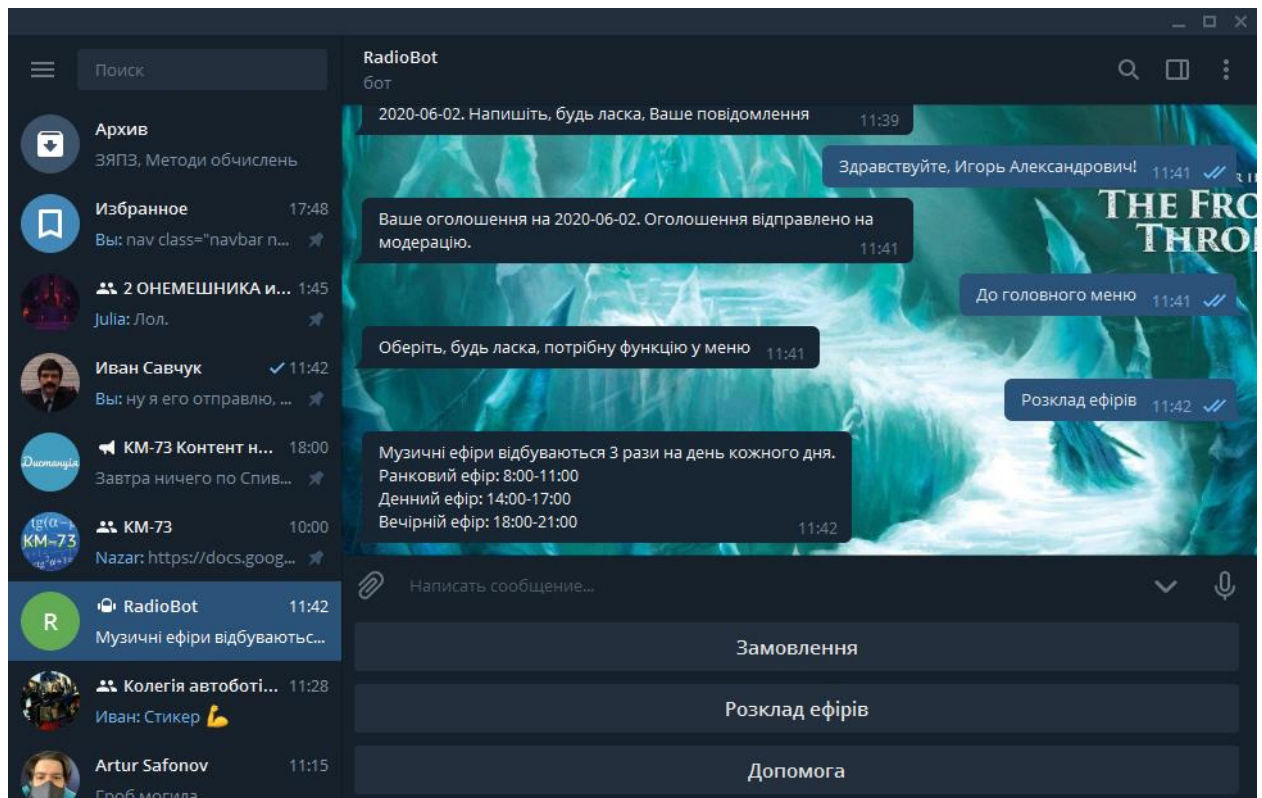 Поиск
Архив
ЗЯПЗ, Методи обчислень
Избранное 17:48
Вы: nav class="navbar n...
2 ОНЕМЕШНИКА и... 1:45
Julia: Лол.
Иван Савчук 11:42
Вы: ну я его отправлю, ...
Дистанція
КМ-73 Контент н... 18:00
Завтра ничего по Спив...
КМ-73
КМ-73 10:00
Nazar: https://docs.goog...
R
RadioBot 11:42
Музичні ефіри відбуваютьс...
Колегія автоботі... 11:28
Иван: Стикер 💪
Artur Safonov 11:15
Гроб могила
RadioBot
бот
2020-06-02. Напишіть, будь ласка, Ваше повідомлення 11:39
Здравствуйте, Игорь Александрович! 11:41
THE FRO
THRO
Ваше оголошення на 2020-06-02. Оголошення відправлено на
модерацію. 11:41
До головного меню 11:41
Оберіть, будь ласка, потрібну функцію у меню 11:41
Розклад ефірів 11:42
Музичні ефіри відбуваються 3 рази на день кожного дня.
Ранковий ефір: 8:00-11:00
Денний ефір: 14:00-17:00
Вечірній ефір: 18:00-21:00 11:42
Написать сообщение...
Замовлення
Розклад ефірів
Допомога